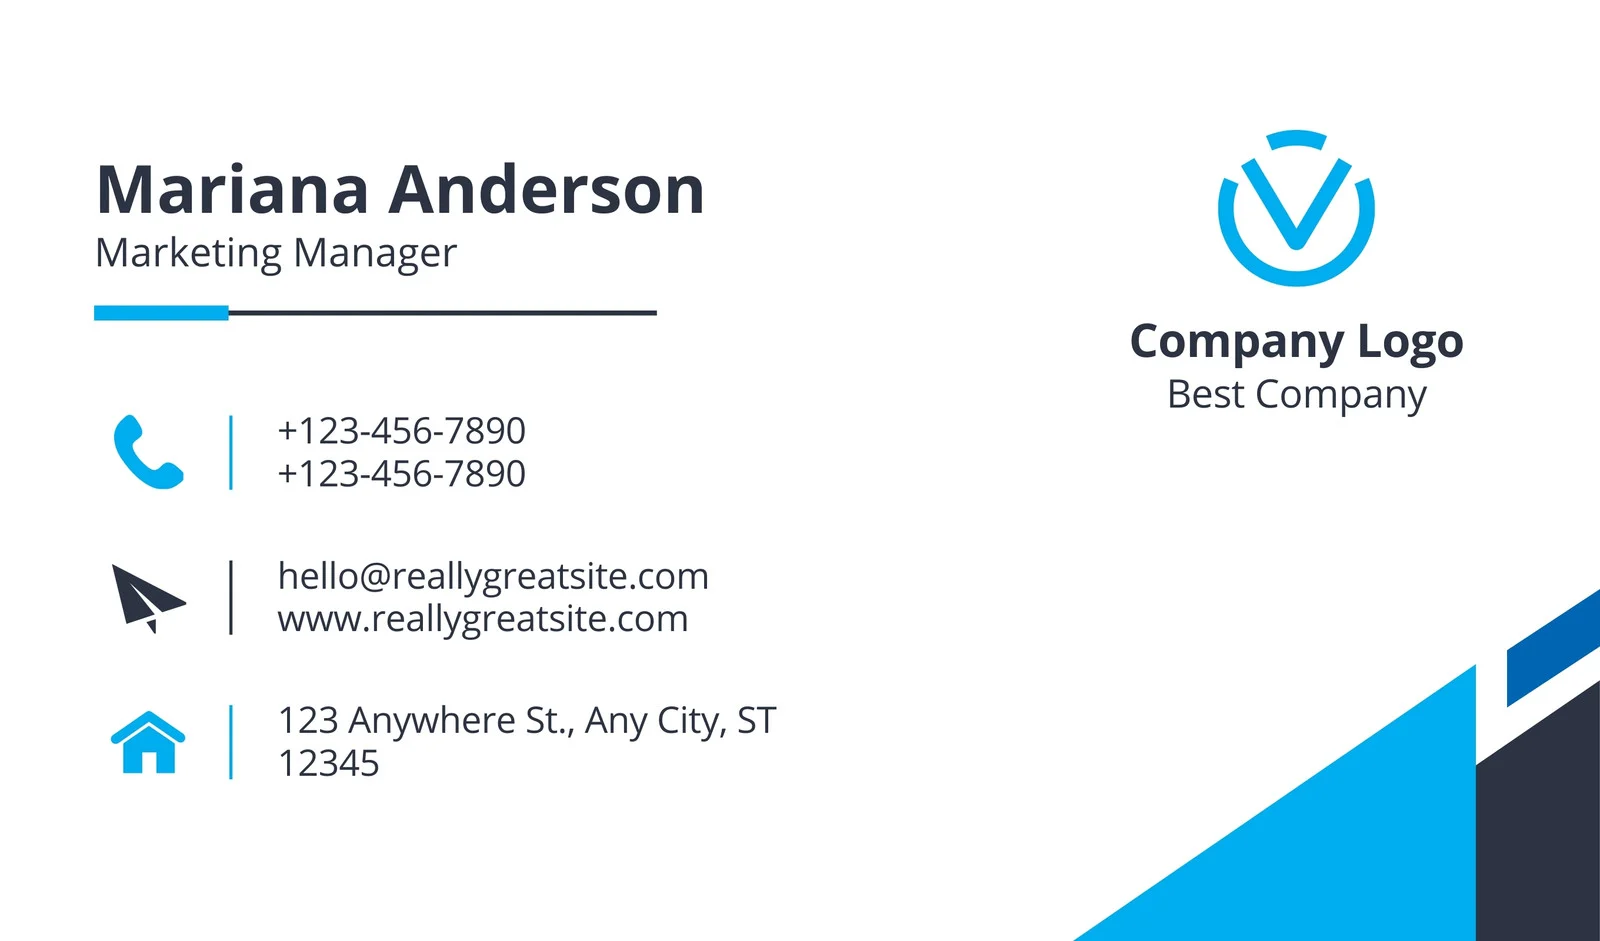 Mariana Anderson
Marketing Manager
+123-456-7890
+123-456-7890
hello@reallygreatsite.com
www.reallygreatsite.com
123 Anywhere St., Any City, ST
12345
Company Logo
Best Company